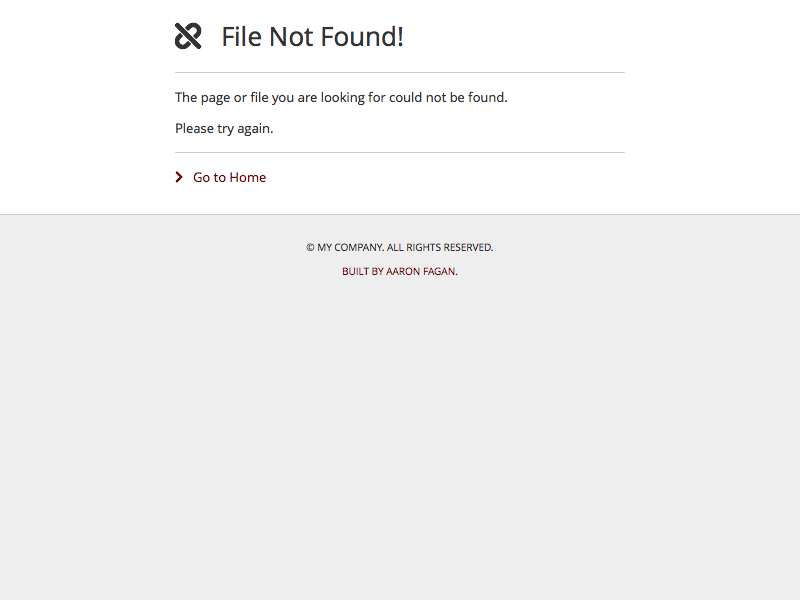 File Not Found!
The page or file you are looking for could not be found.
Please try again.
Go to Home
© MY COMPANY. ALL RIGHTS RESERVED.
BUILT BY AARON FAGAN.